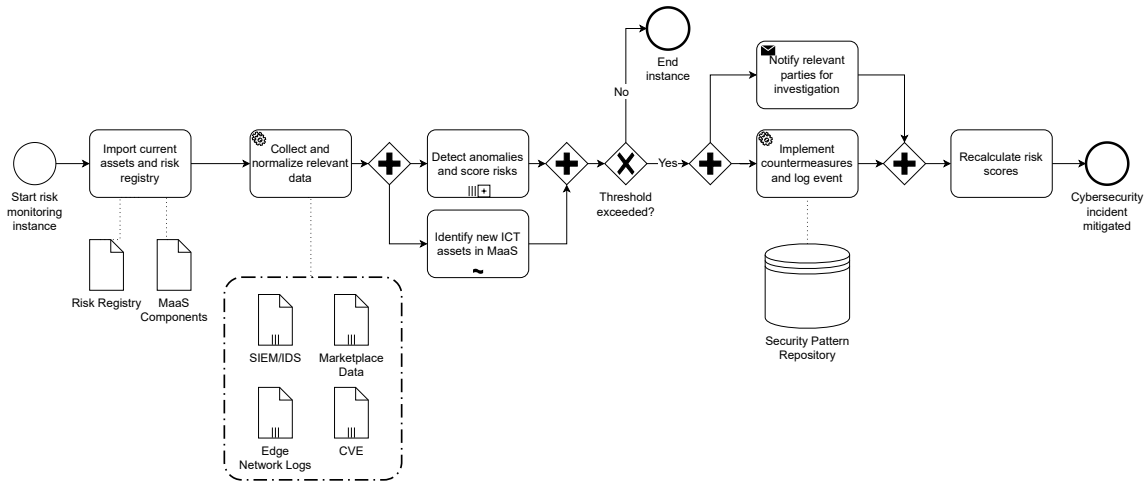 Start risk
monitoring
instance
Import current
assets and risk
registry
Risk Registry
MaaS
Components
Collect and
normalize relevant
data
SIEM/IDS
Marketplace
Data
Edge
Network Logs
CVE
Detect anomalies
and score risks
Identify new ICT
assets in MaaS
Threshold
exceeded?
No
End
instance
Yes
Notify relevant
parties for
investigation
Implement
countermeasures
and log event
Security Pattern
Repository
Recalculate risk
scores
Cybersecurity
incident
mitigated